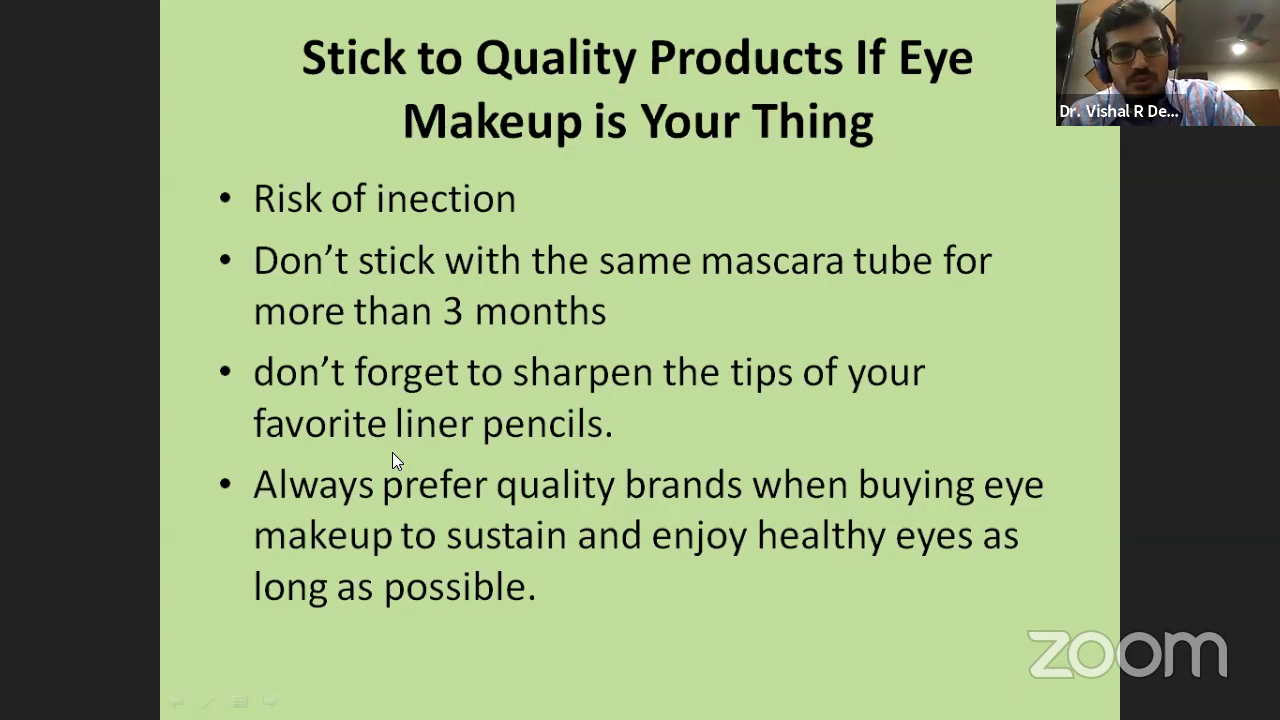 Stick to Quality Products If Eye
Makeup is Your Thing
• Risk of inection
• Don’t stick with the same mascara tube for
more than 3 months
• don’t forget to sharpen the tips of your
favorite liner pencils.
• Always prefer quality brands when buying eye
makeup to sustain and enjoy healthy eyes as
long as possible.
Dr. Vishal R De...
zoom